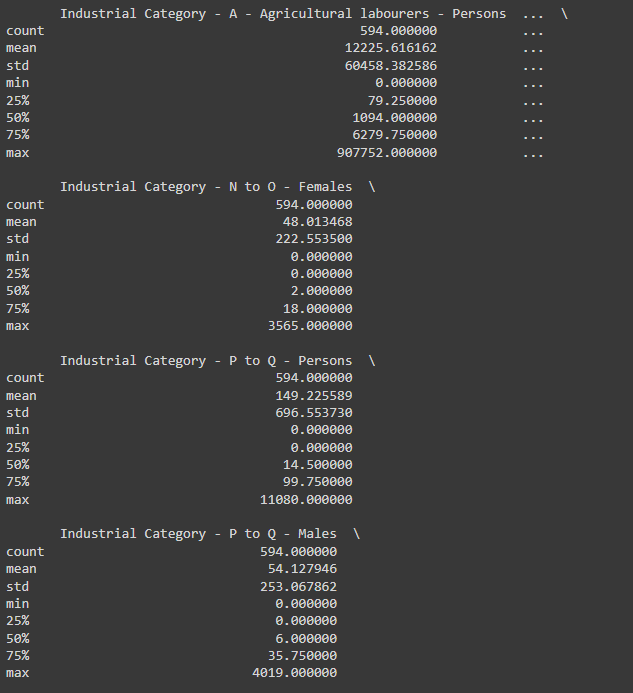 Industrial Category - A - Agricultural labourers - Persons ... \
count 594.000000 ...
mean 12225.616162 ...
std 60458.382586 ...
min 0.000000 ...
25% 79.250000 ...
50% 1094.000000 ...
75% 6279.750000 ...
max 907752.000000 ...
Industrial Category - N to O - Females \
count 594.000000
mean 48.013468
std 222.553500
min 0.000000
25% 0.000000
50% 2.000000
75% 18.000000
max 3565.000000
Industrial Category - P to Q - Persons \
count 594.000000
mean 149.225589
std 696.553730
min 0.000000
25% 0.000000
50% 14.500000
75% 99.750000
max 11080.000000
Industrial Category - P to Q - Males \
count 594.000000
mean 54.127946
std 253.067862
min 0.000000
25% 0.000000
50% 6.000000
75% 35.750000
max 4019.000000